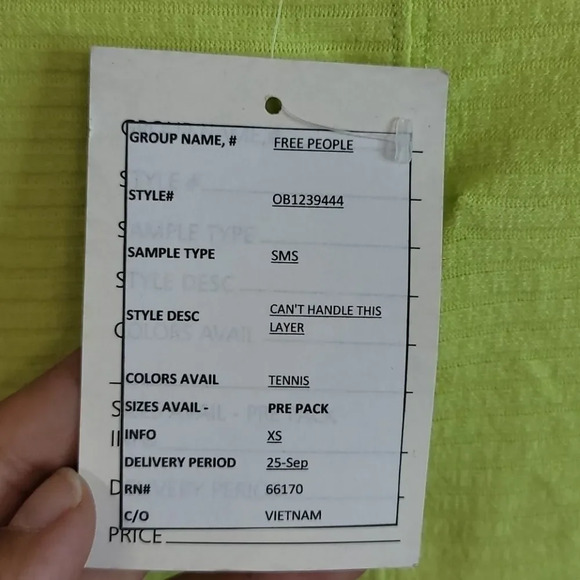 GROUP NAME, # FREE PEOPLE
STYLE# OB1239444
SAMPLE TYPE SMS
STYLE DESC CAN'T HANDLE THIS
LAYER
COLORS AVAIL TENNIS
SIZES AVAIL - PRE PACK
INFO XS
DELIVERY PERIOD 25-Sep
RN# 66170
C/O VIETNAM
PRICE